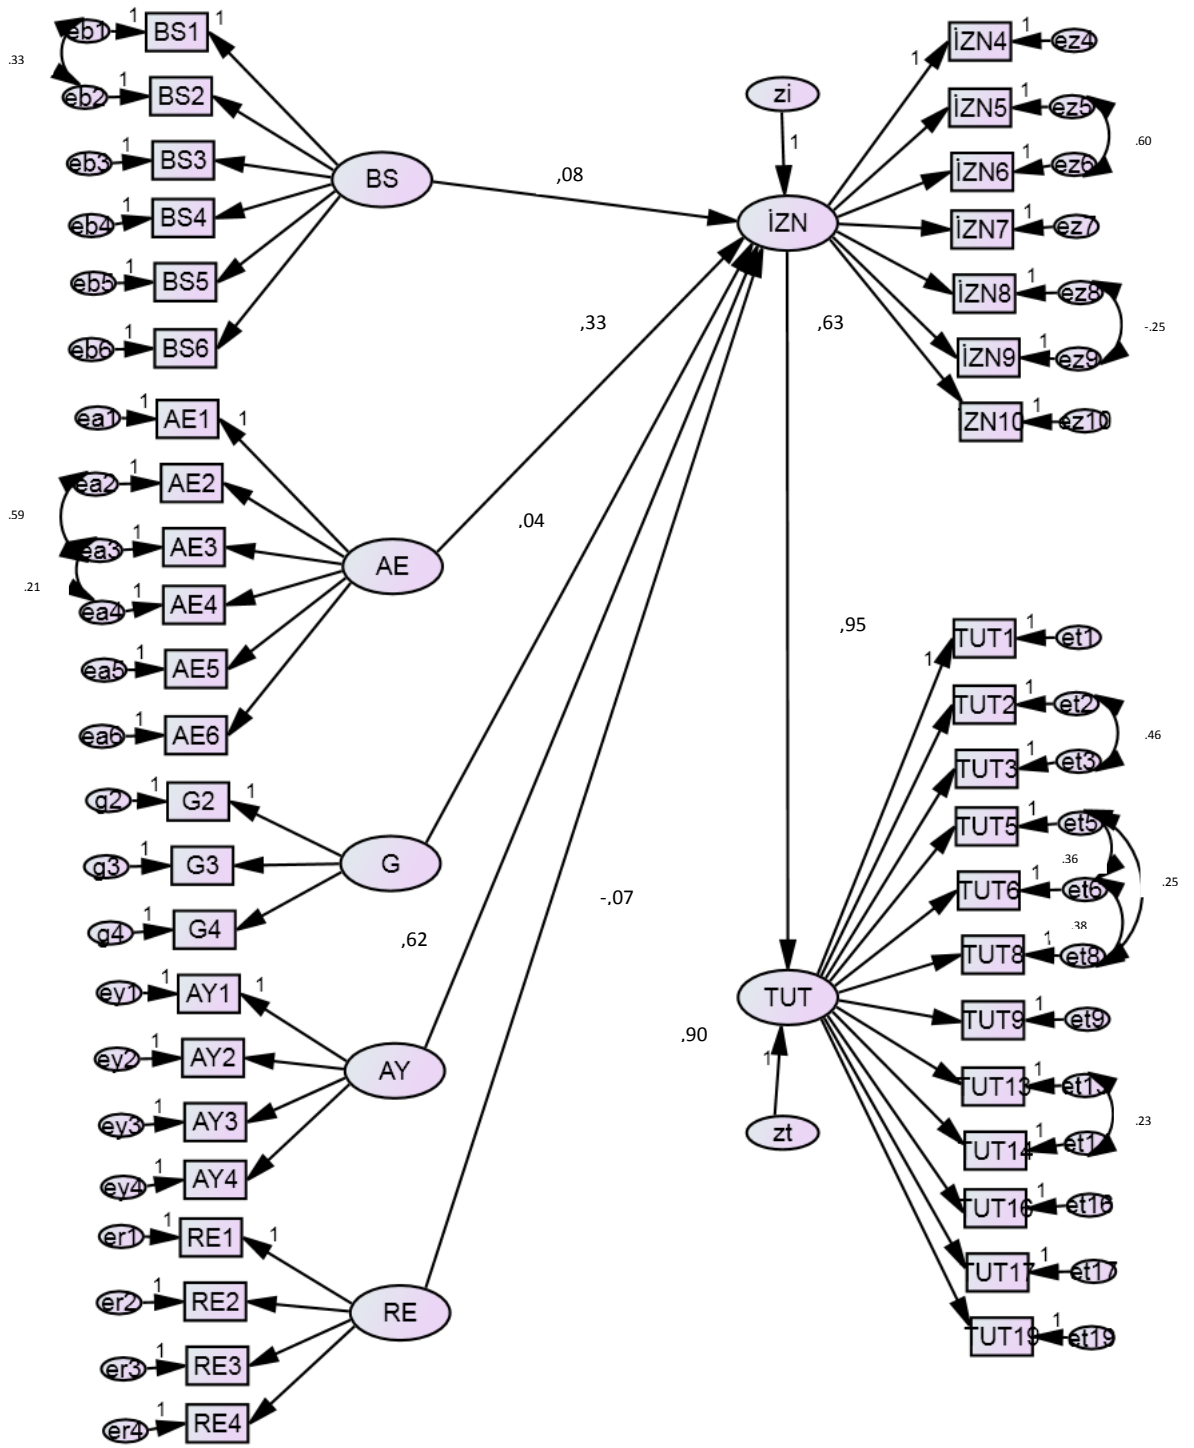 eb1 1 BS1 1
.33
eb2 1 BS2
eb3 1 BS3
eb4 1 BS4
eb5 1 BS5
eb6 1 BS6
BS
,08
ea1 1 AE1 1
ea2 1 AE2
.59
ea3 1 AE3
.21
ea4 1 AE4
ea5 1 AE5
ea6 1 AE6
AE
,33
g2 1 G2 1
g3 1 G3
g4 1 G4
G
,04
ey1 1 AY1 1
ey2 1 AY2
ey3 1 AY3
ey4 1 AY4
AY
,62
er1 1 RE1 1
er2 1 RE2
er3 1 RE3
er4 1 RE4
RE
-,07
zi
1
İZN
,63
1 İZN4 1 ez4
İZN5 1 ez5
.60
İZN6 1 ez6
İZN7 1 ez7
İZN8 1 ez8
-.25
İZN9 1 ez9
ZN10 1 ez10
,95
TUT
,90
1
zt
1 TUT1 1 et1
TUT2 1 et2
.46
TUT3 1 et3
TUT5 1 et5
.36
.25
TUT6 1 et6
.38
TUT8 1 et8
TUT9 1 et9
TUT13 1 et13
.23
TUT14 1 et1
TUT16 1 et16
TUT17 1 et17
TUT19 1 et19